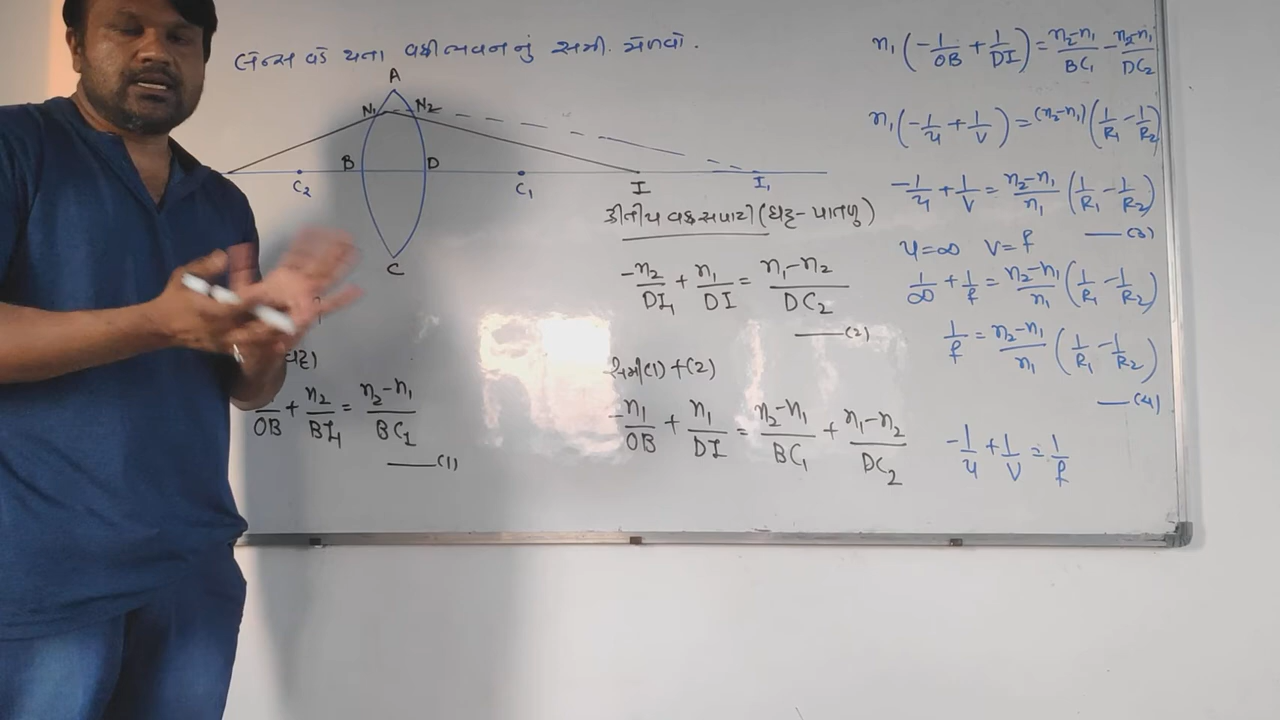 લેન્સ વડે થતા વક્રીભવનનું સમી. મેળવો.
A
N₁ N₂
B D
C₂ C₁ I I₁
C
OB + n₂/BI₁ = (n₂-n₁)/BC₁
——(1)
દ્વિતીય વક્રસપાટી (ઘટ્ટ - પાતળુ)
-n₂/DI₁ + n₁/DI = (n₁-n₂)/DC₂
——(2)
સમી(1) + (2)
-n₁/OB + n₁/DI = (n₂-n₁)/BC₁ + (n₁-n₂)/DC₂
n₁(-1/OB + 1/DI) = (n₂-n₁)/BC₁ - (n₂-n₁)/DC₂
n₁(-1/u + 1/v) = (n₂-n₁)(1/R₁ - 1/R₂)
-1/u + 1/v = (n₂-n₁)/n₁ (1/R₁ - 1/R₂)
——(3)
u=∞ v=f
1/∞ + 1/f = (n₂-n₁)/n₁ (1/R₁ - 1/R₂)
1/f = (n₂-n₁)/n₁ (1/R₁ - 1/R₂)
——(4)
-1/u + 1/v = 1/f